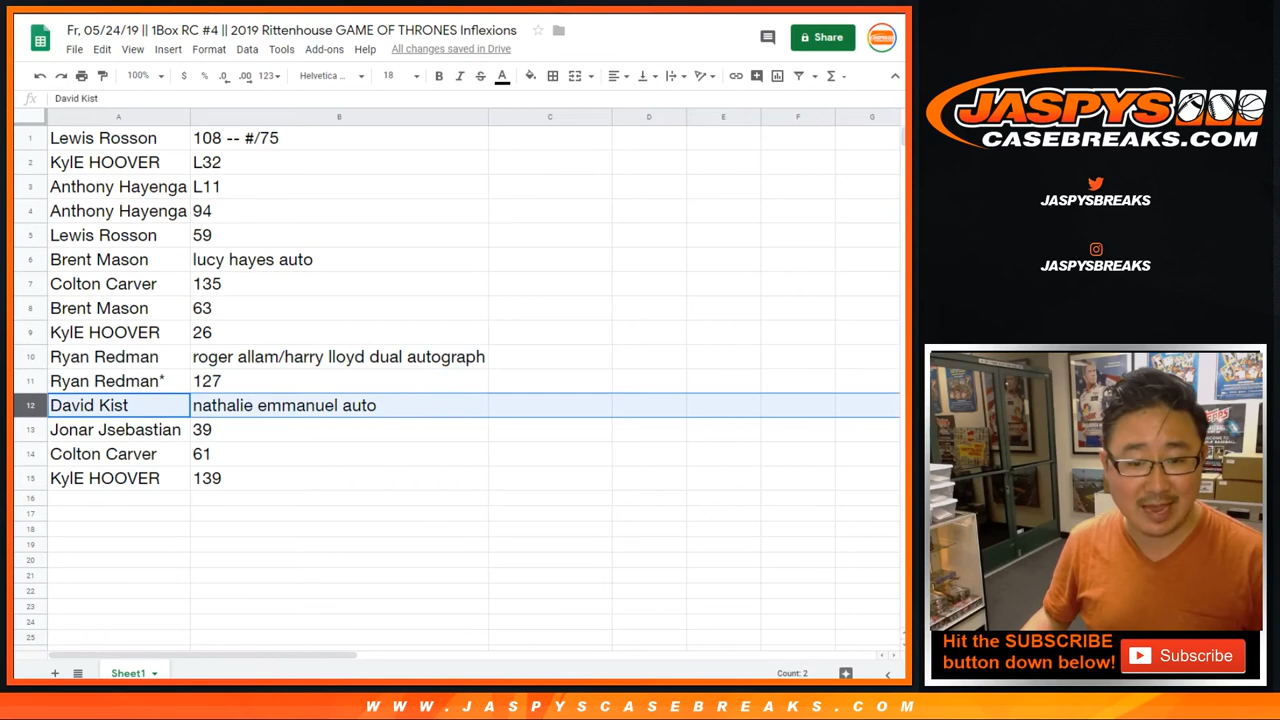 Fr, 05/24/19 || 1Box RC #4 || 2019 Rittenhouse GAME OF THRONES Inflexions
File Edit View Insert Format Data Tools Add-ons Help All changes saved in Drive
Share
100% $ % .0 .00 123 Helvetica ... 18 B I S A
fx David Kist
A B C D E F G
1 Lewis Rosson 108 -- #/75
2 KylE HOOVER L32
3 Anthony Hayenga L11
4 Anthony Hayenga 94
5 Lewis Rosson 59
6 Brent Mason lucy hayes auto
7 Colton Carver 135
8 Brent Mason 63
9 KylE HOOVER 26
10 Ryan Redman roger allam/harry lloyd dual autograph
11 Ryan Redman* 127
12 David Kist nathalie emmanuel auto
13 Jonar Jsebastian 39
14 Colton Carver 61
15 KylE HOOVER 139
16
17
18
19
20
21
22
23
24
25
Sheet1
Count: 2
JASPYS
CASEBREAKS.COM
JASPYSBREAKS
JASPYSBREAKS
Hit the SUBSCRIBE
button down below!
Subscribe
WWW.JASPYSCASEBREAKS.COM